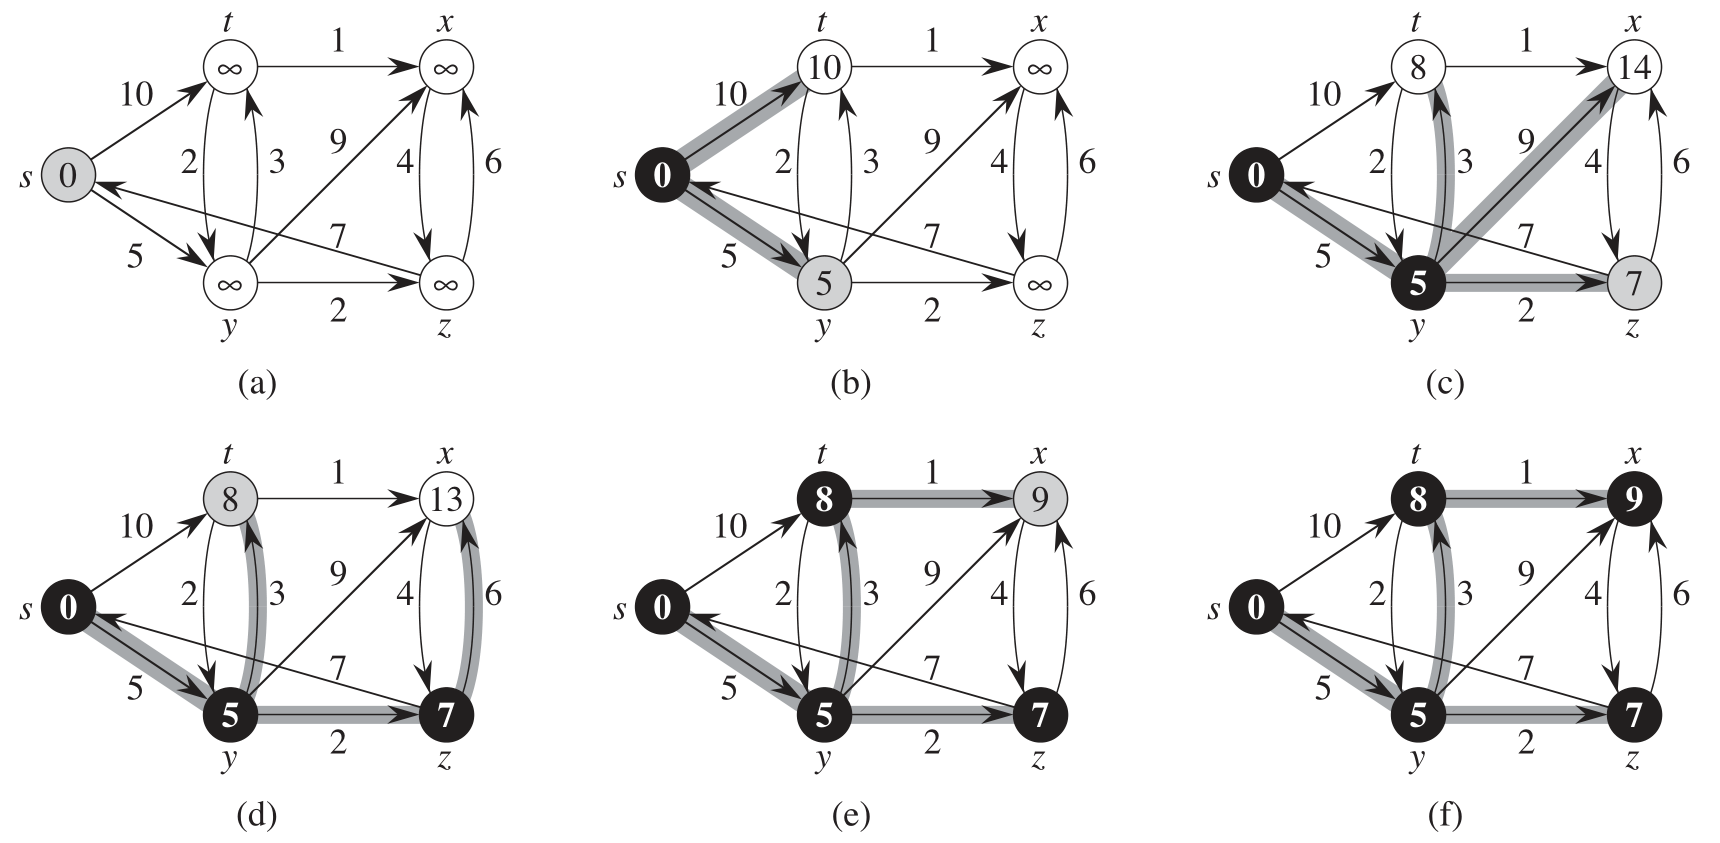 t x t x t x
1 1 1
∞ ∞ 10 ∞ 8 14
10 10 10
9 9 9
2 3 4 6 2 3 4 6 2 3 4 6
s 0 s 0 s 0
5 7 5 7 5 7
∞ ∞ 5 ∞ 5 7
2 2 2
y z y z y z
(a) (b) (c)
t x t x t x
1 1 1
8 13 8 9 8 9
10 10 10
9 9 9
2 3 4 6 2 3 4 6 2 3 4 6
s 0 s 0 s 0
5 7 5 7 5 7
5 7 5 7 5 7
2 2 2
y z y z y z
(d) (e) (f)